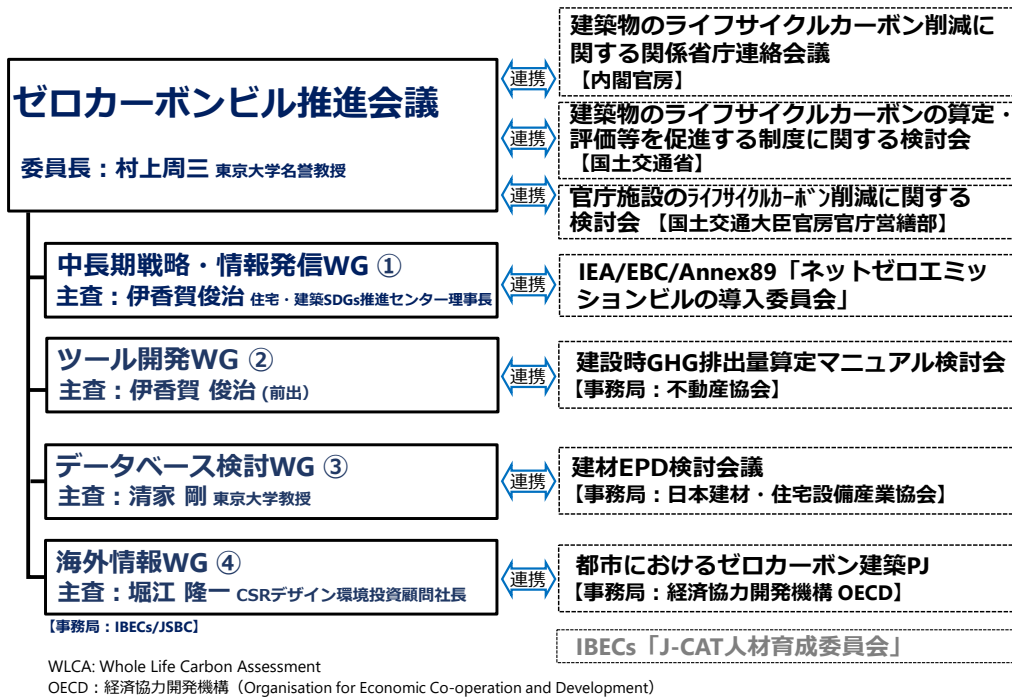 ゼロカーボンビル推進会議
委員長：村上周三 東京大学名誉教授
連携
建築物のライフサイクルカーボン削減に
関する関係省庁連絡会議
【内閣官房】
連携
建築物のライフサイクルカーボンの算定・
評価等を促進する制度に関する検討会
【国土交通省】
連携
官庁施設のﾗｲﾌｻｲｸﾙｶｰﾎﾞﾝ削減に関する
検討会 【国土交通大臣官房官庁営繕部】
中長期戦略・情報発信WG ①
主査：伊香賀俊治 住宅・建築SDGs推進センター理事長
連携
IEA/EBC/Annex89「ネットゼロエミッ
ションビルの導入委員会」
ツール開発WG ②
主査：伊香賀 俊治 (前出）
連携
建設時GHG排出量算定マニュアル検討会
【事務局：不動産協会】
データベース検討WG ③
主査：清家 剛 東京大学教授
連携
建材EPD検討会議
【事務局：日本建材・住宅設備産業協会】
海外情報WG ④
主査：堀江 隆一 CSRデザイン環境投資顧問社長
連携
都市におけるゼロカーボン建築PJ
【事務局：経済協力開発機構 OECD】
【事務局：IBECs/JSBC】
IBECs「J-CAT人材育成委員会」
WLCA: Whole Life Carbon Assessment
OECD：経済協力開発機構（Organisation for Economic Co-operation and Development）